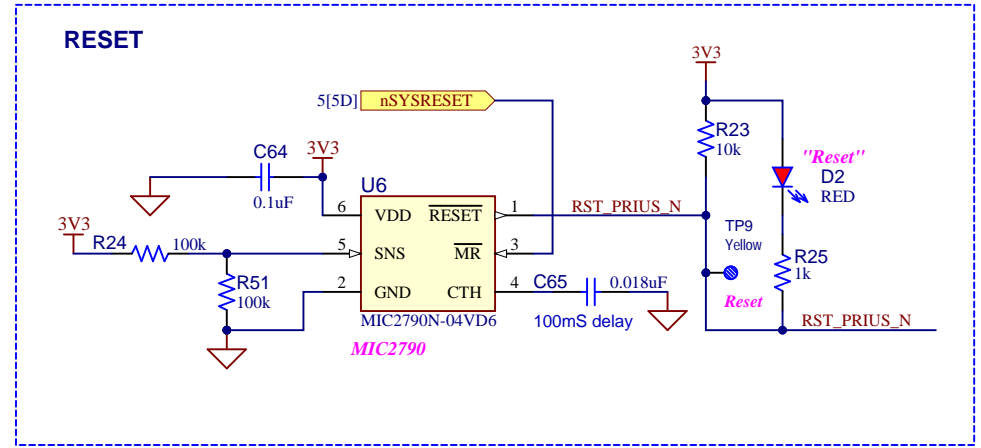 RESET
3V3
5[5D]
nSYSRESET
R23
10k
"Reset"
D2
RED
C64
3V3
0.1uF
U6
6
VDD
RESET
1
RST_PRIUS_N
TP9
Yellow
3V3
R24
100k
5
SNS
MR
3
R25
1k
R51
100k
2
GND
CTH
4
C65
0.018uF
Reset
MIC2790N-04VD6
100mS delay
RST_PRIUS_N
MIC2790